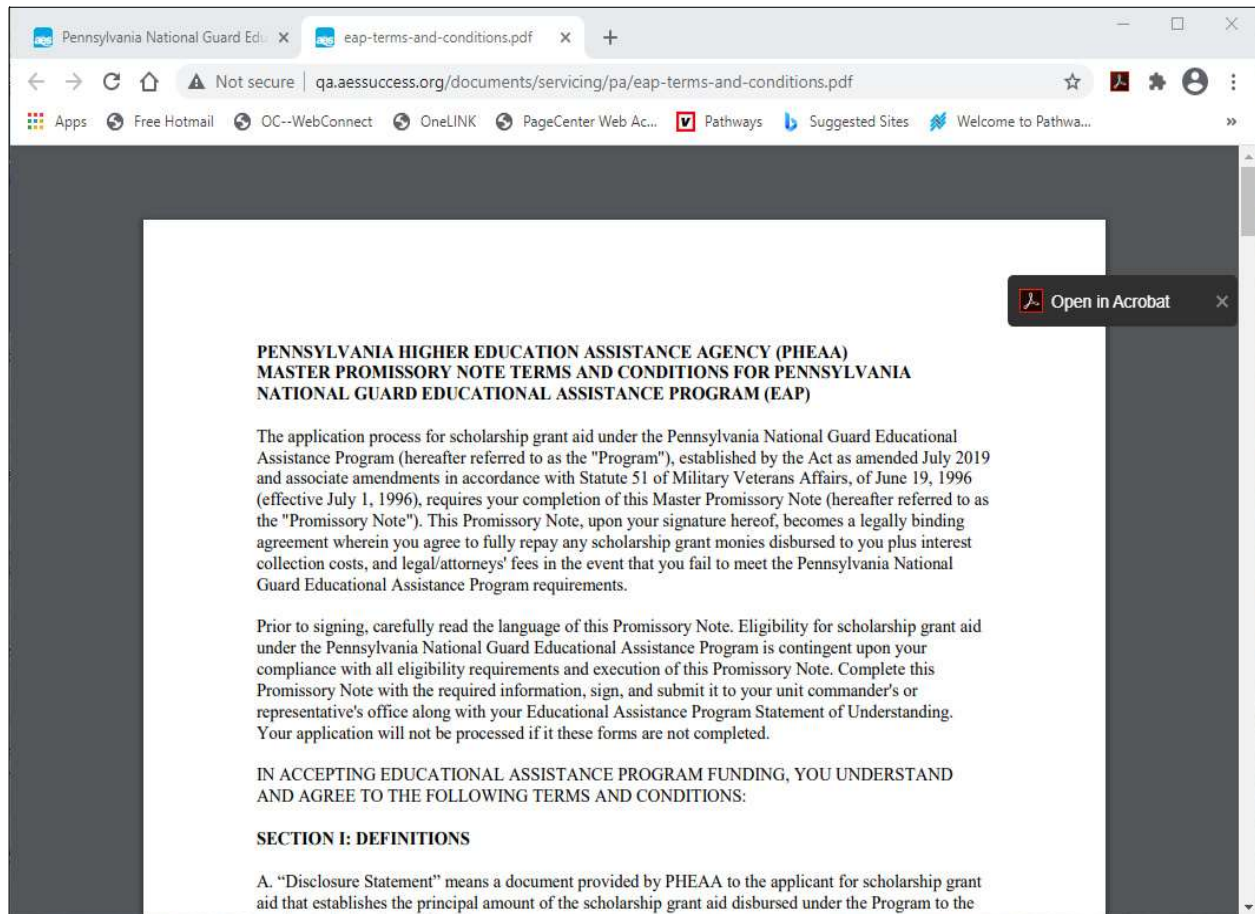 aes Pennsylvania National Guard Edu aes eap-terms-and-conditions.pdf
Not secure | qa.aessuccess.org/documents/servicing/pa/eap-terms-and-conditions.pdf
Apps Free Hotmail OC--WebConnect OneLINK PageCenter Web Ac... V Pathways b Suggested Sites Welcome to Pathwa... »
Open in Acrobat
PENNSYLVANIA HIGHER EDUCATION ASSISTANCE AGENCY (PHEAA)
MASTER PROMISSORY NOTE TERMS AND CONDITIONS FOR PENNSYLVANIA
NATIONAL GUARD EDUCATIONAL ASSISTANCE PROGRAM (EAP)
The application process for scholarship grant aid under the Pennsylvania National Guard Educational
Assistance Program (hereafter referred to as the "Program"), established by the Act as amended July 2019
and associate amendments in accordance with Statute 51 of Military Veterans Affairs, of June 19, 1996
(effective July 1, 1996), requires your completion of this Master Promissory Note (hereafter referred to as
the "Promissory Note"). This Promissory Note, upon your signature hereof, becomes a legally binding
agreement wherein you agree to fully repay any scholarship grant monies disbursed to you plus interest
collection costs, and legal/attorneys' fees in the event that you fail to meet the Pennsylvania National
Guard Educational Assistance Program requirements.
Prior to signing, carefully read the language of this Promissory Note. Eligibility for scholarship grant aid
under the Pennsylvania National Guard Educational Assistance Program is contingent upon your
compliance with all eligibility requirements and execution of this Promissory Note. Complete this
Promissory Note with the required information, sign, and submit it to your unit commander's or
representative's office along with your Educational Assistance Program Statement of Understanding.
Your application will not be processed if it these forms are not completed.
IN ACCEPTING EDUCATIONAL ASSISTANCE PROGRAM FUNDING, YOU UNDERSTAND
AND AGREE TO THE FOLLOWING TERMS AND CONDITIONS:
SECTION I: DEFINITIONS
A. “Disclosure Statement” means a document provided by PHEAA to the applicant for scholarship grant
aid that establishes the principal amount of the scholarship grant aid disbursed under the Program to the